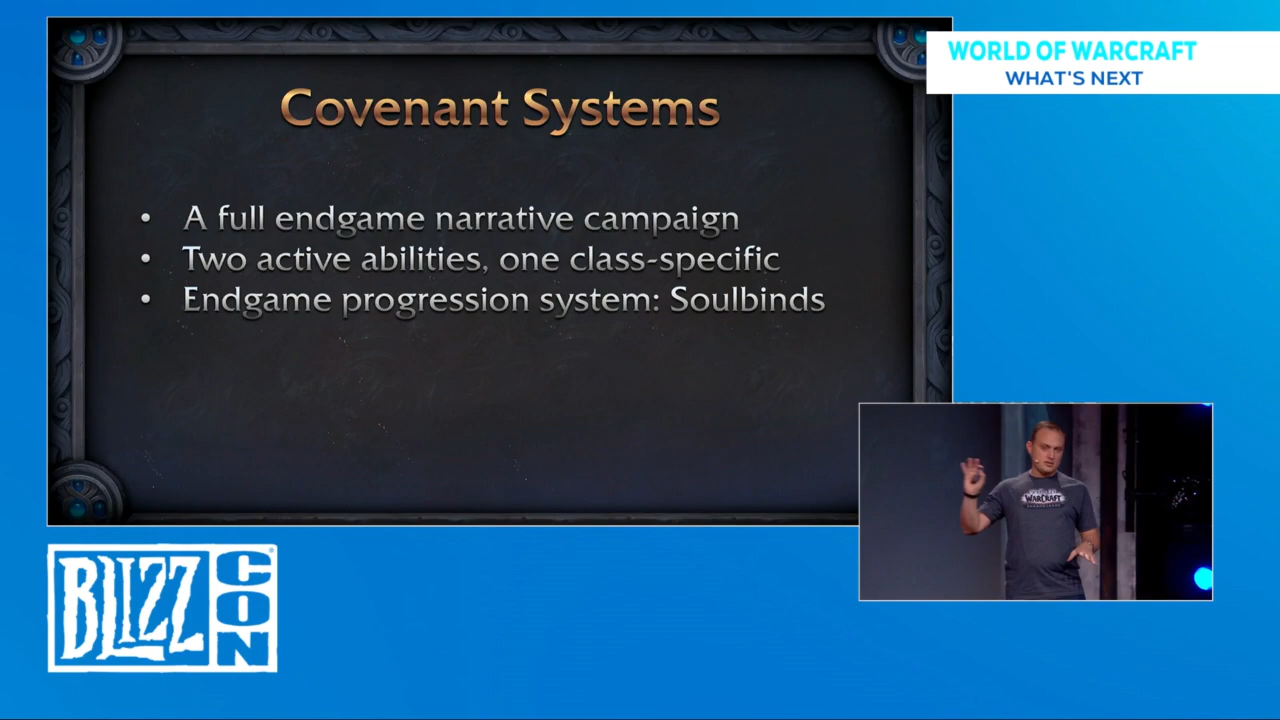 WORLD OF WARCRAFT
WHAT'S NEXT
Covenant Systems
• A full endgame narrative campaign
• Two active abilities, one class-specific
• Endgame progression system: Soulbinds
WARCRAFT
BLIZZ
CON